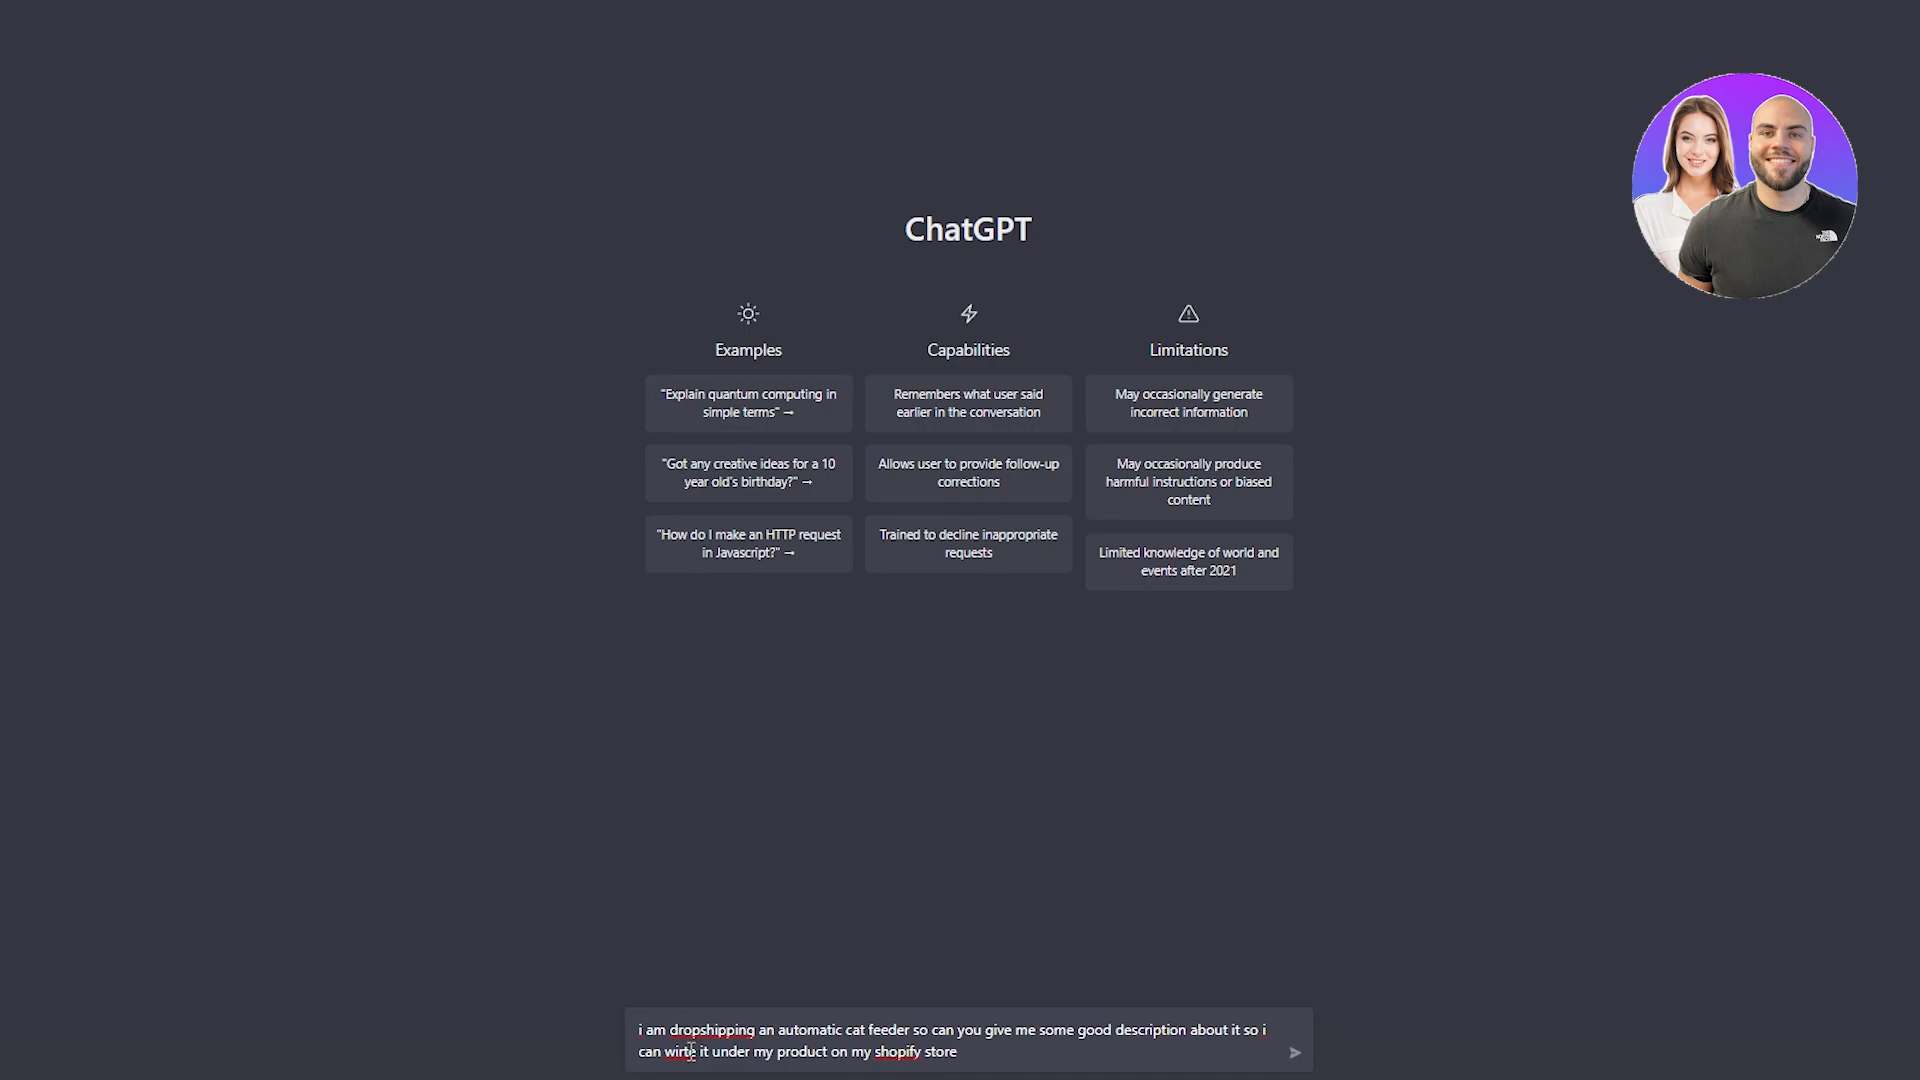 ChatGPT
Examples
Capabilities
Limitations
"Explain quantum computing in
simple terms" →
Remembers what user said
earlier in the conversation
May occasionally generate
incorrect information
"Got any creative ideas for a 10
year old's birthday?" →
Allows user to provide follow-up
corrections
May occasionally produce
harmful instructions or biased
content
"How do I make an HTTP request
in Javascript?" →
Trained to decline inappropriate
requests
Limited knowledge of world and
events after 2021
i am dropshipping an automatic cat feeder so can you give me some good description about it so i
can wirte it under my product on my shopify store
THE
NORTH
FACE